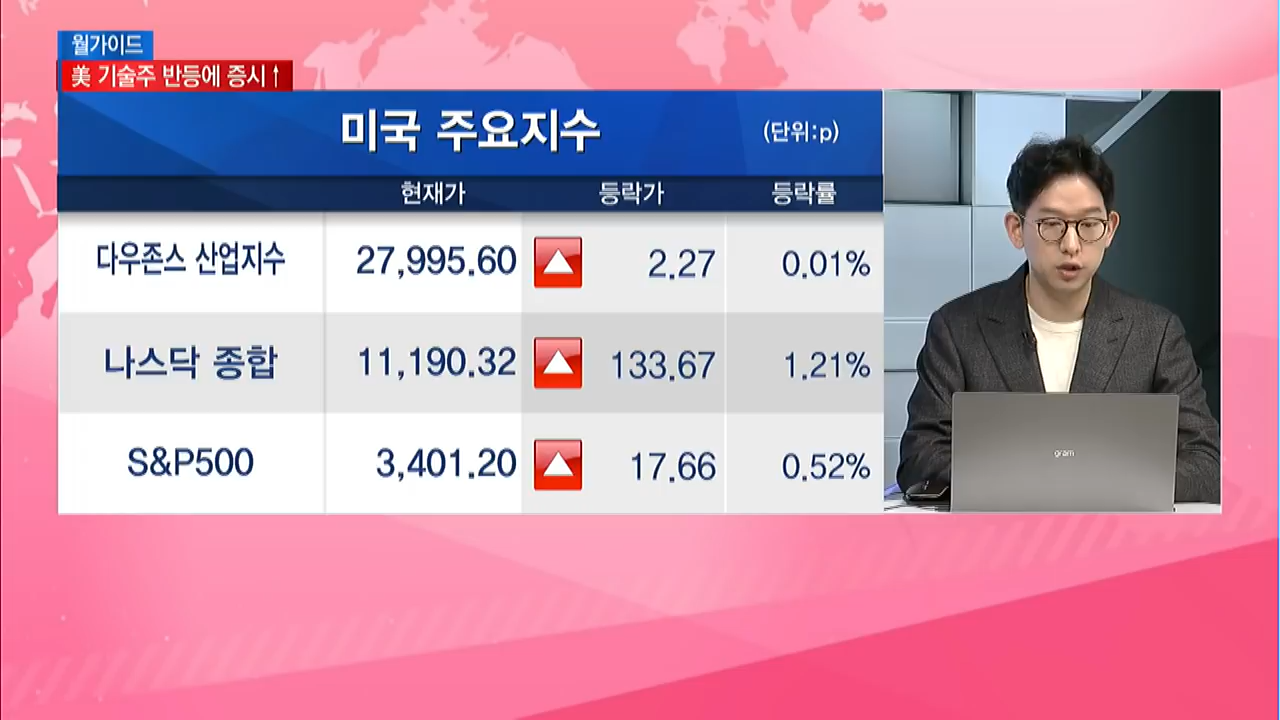 월가이드
美 기술주 반등에 증시↑
미국 주요지수 (단위:p)
현재가 등락가 등락률
다우존스 산업지수 27,995.60 ▲ 2.27 0.01%
나스닥 종합 11,190.32 ▲ 133.67 1.21%
S&P500 3,401.20 ▲ 17.66 0.52%
gram